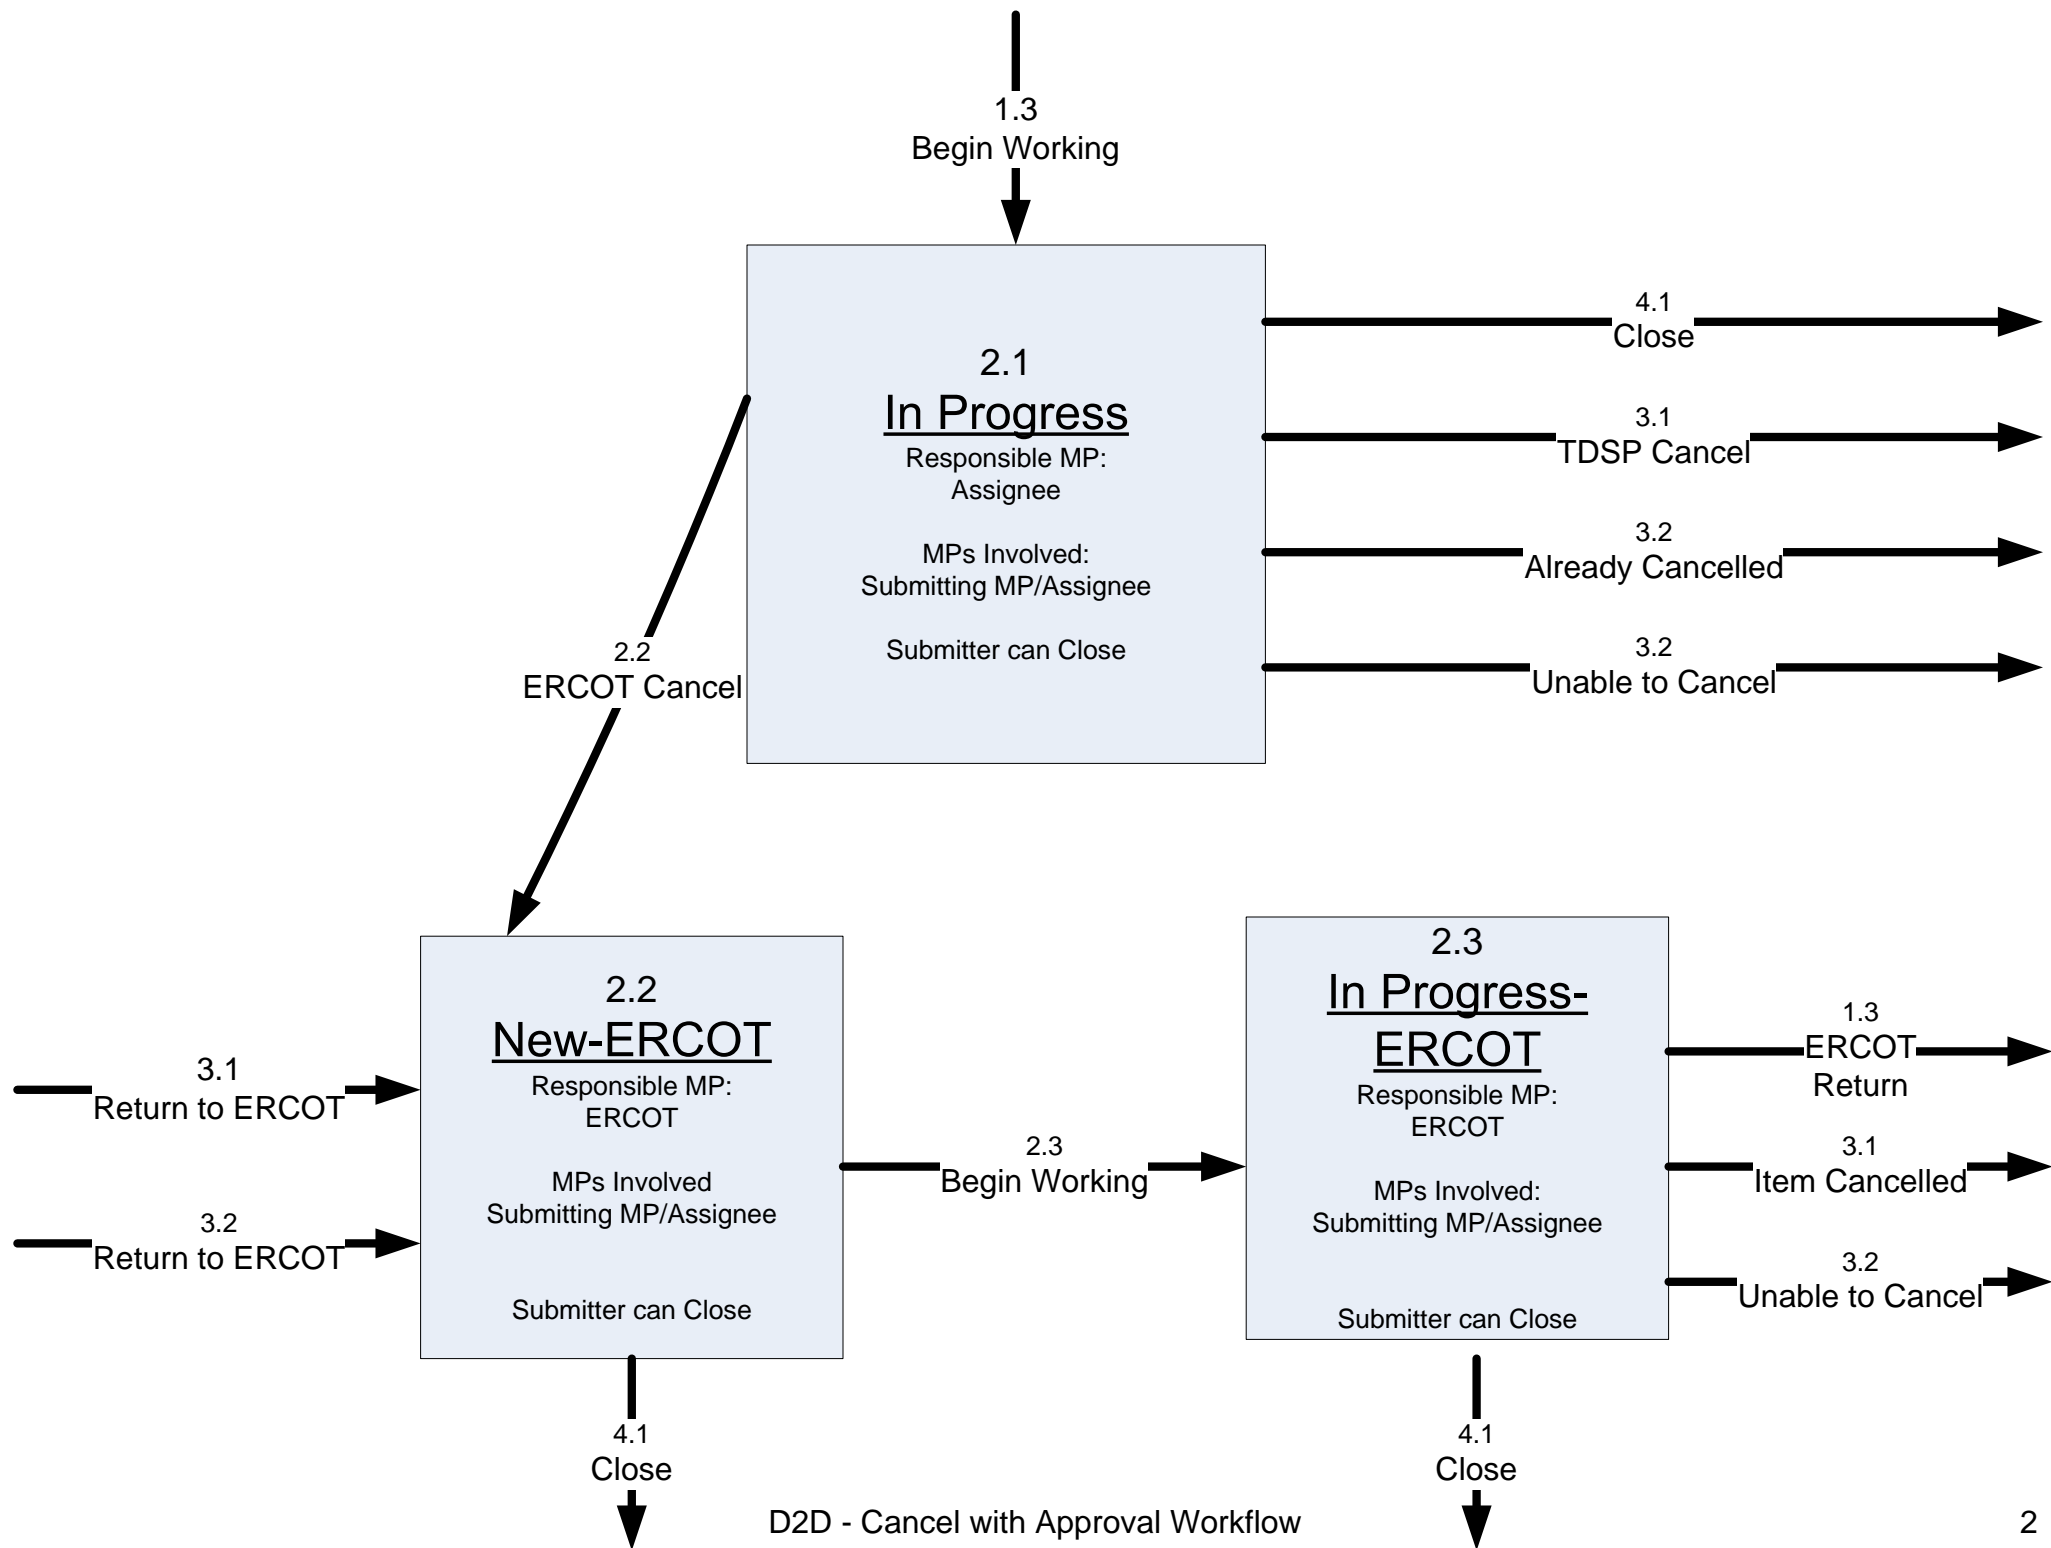 1.3
Begin Working
2.1
In Progress
Responsible MP:
Assignee
MPs Involved:
Submitting MP/Assignee
Submitter can Close
4.1
Close
3.1
TDSP Cancel
3.2
Already Cancelled
3.2
Unable to Cancel
2.2
ERCOT Cancel
3.1
Return to ERCOT
3.2
Return to ERCOT
2.2
New-ERCOT
Responsible MP:
ERCOT
MPs Involved
Submitting MP/Assignee
Submitter can Close
2.3
Begin Working
2.3
In Progress-
ERCOT
Responsible MP:
ERCOT
MPs Involved:
Submitting MP/Assignee
Submitter can Close
1.3
ERCOT
Return
3.1
Item Cancelled
3.2
Unable to Cancel
4.1
Close
4.1
Close
D2D - Cancel with Approval Workflow
2